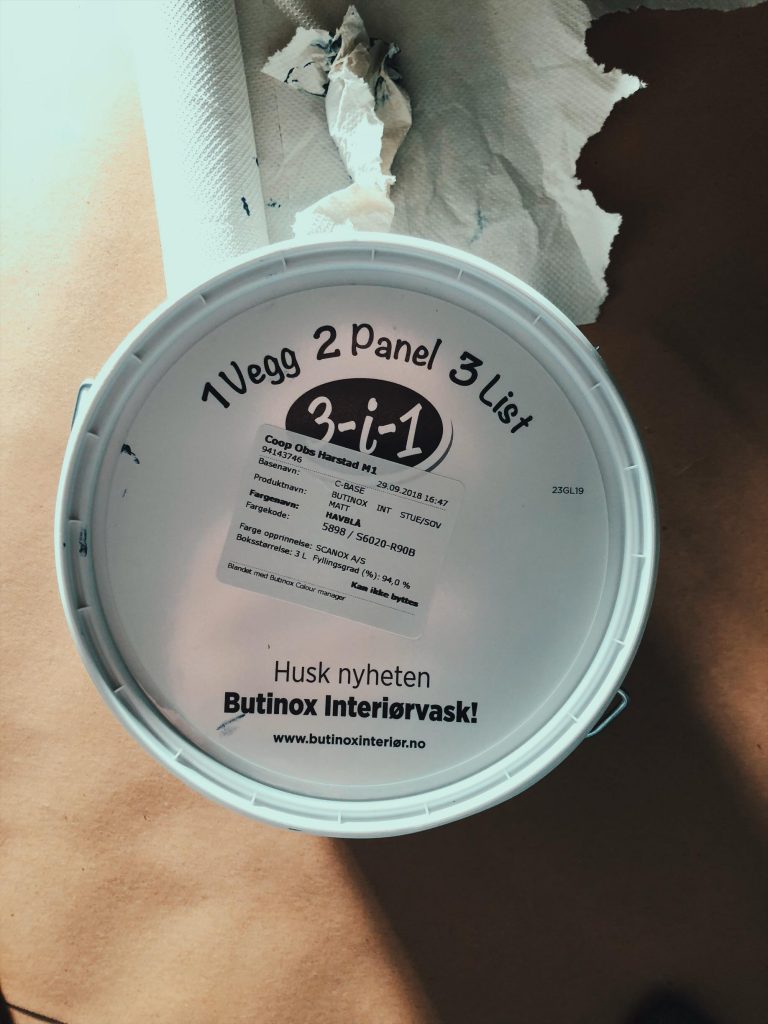 1 Vegg 2 Panel 3 List
3-i-1
Coop Obs Harstad M1
94143746 29.09.2018 16:47
Basenavn: C-BASE
Produktnavn: BUTINOX INT STUE/SOV
MATT
Fargenavn: HAVBLÅ
Fargekode: 5898 / S6020-R90B
Farge opprinnelse: SCANOX A/S
Boksstørrelse: 3 L Fyllingsgrad (%): 94,0 %
Kan ikke byttes
Blandet med Butinox Colour manager
23GL19
Husk nyheten
Butinox Interiørvask!
www.butinoxinteriør.no